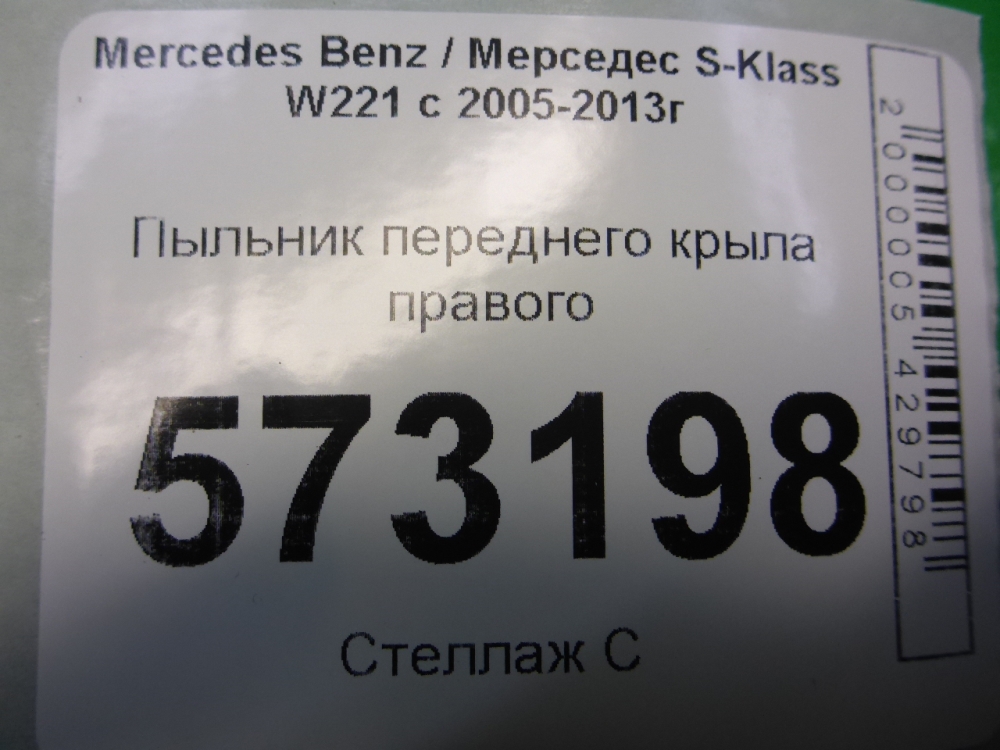 Mercedes Benz / Мерседес S-Klass
W221 с 2005-2013г
Пыльник переднего крыла
правого
573198
Стеллаж С
2000005429798